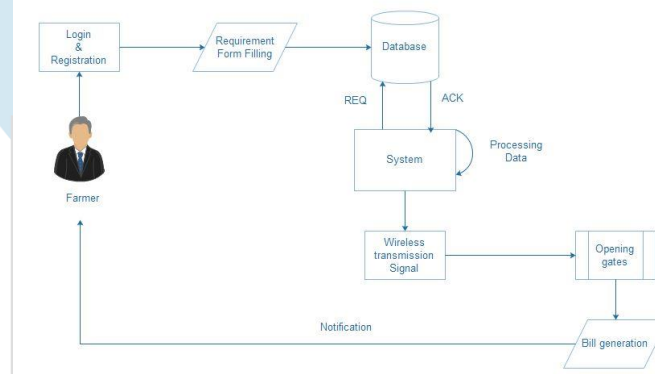 Login
&
Registration
Requirement
Form Filling
Database
REQ
ACK
System
Processing
Data
Farmer
Wireless
transmission
Signal
Opening
gates
Notification
Bill generation